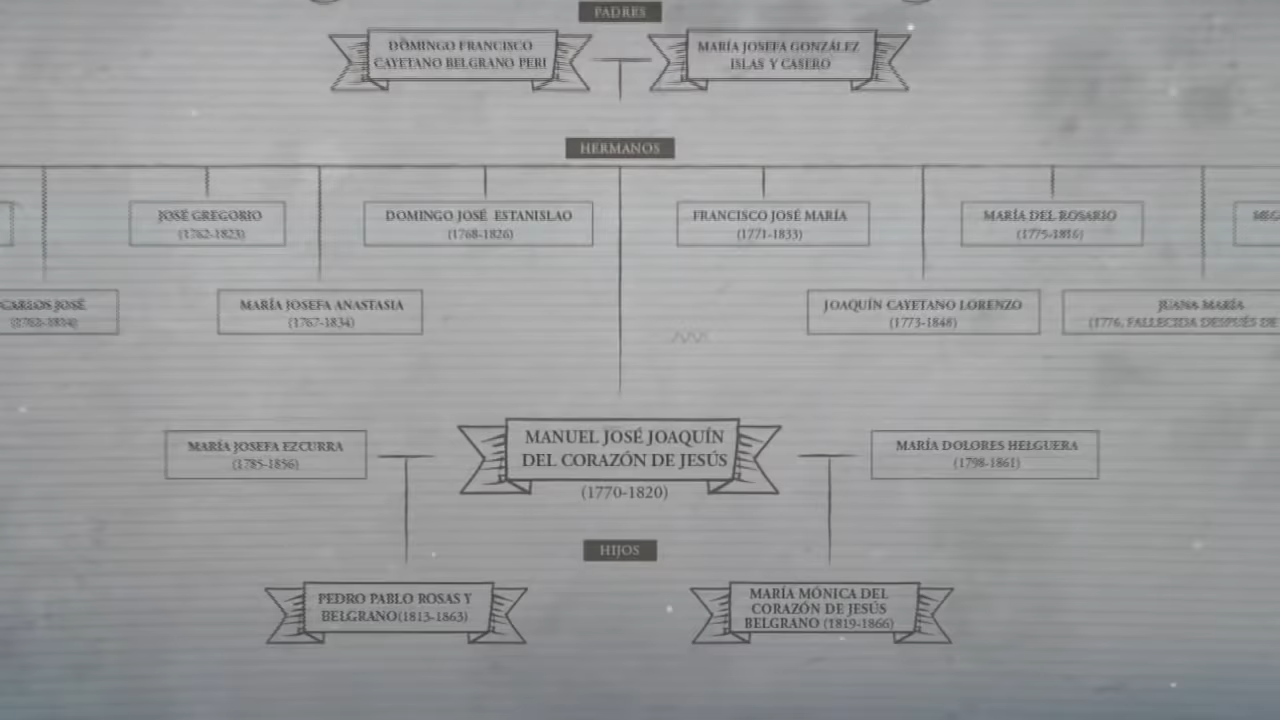 PADRES
DOMINGO FRANCISCO
CAYETANO BELGRANO PERI
MARÍA JOSEFA GONZÁLEZ
ISLAS Y CASERO
HERMANOS
JOSÉ GREGORIO
(1762-1823)
DOMINGO JOSÉ ESTANISLAO
(1768-1826)
FRANCISCO JOSÉ MARÍA
(1771-1833)
MARÍA DEL ROSARIO
(1775-1816)
CARLOS JOSÉ
MARÍA JOSEFA ANASTASIA
(1767-1834)
JOAQUÍN CAYETANO LORENZO
(1773-1848)
JUANA MARÍA
(1776, FALLECIDA DESPUÉS DE
MARÍA JOSEFA EZCURRA
(1785-1856)
MANUEL JOSÉ JOAQUÍN
DEL CORAZÓN DE JESÚS
(1770-1820)
MARÍA DOLORES HELGUERA
(1798-1861)
HIJOS
PEDRO PABLO ROSAS Y
BELGRANO(1813-1863)
MARÍA MÓNICA DEL
CORAZÓN DE JESÚS
BELGRANO (1819-1866)